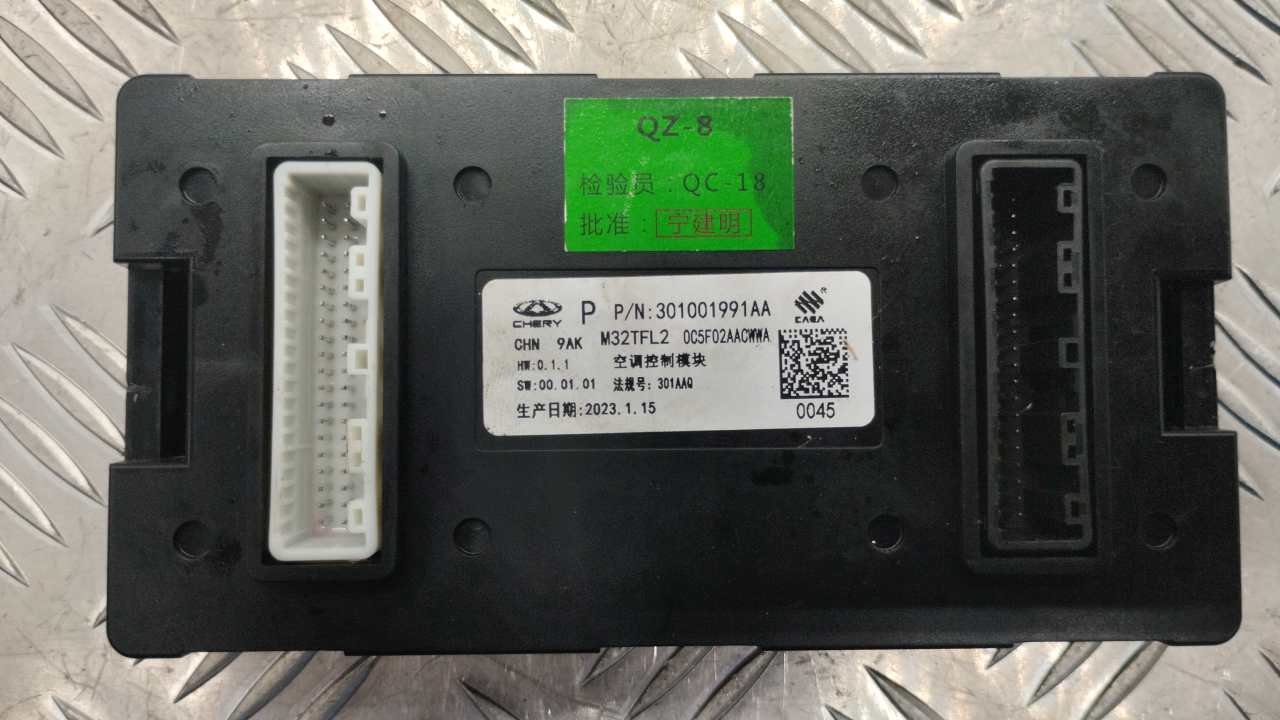 QZ-8
检验员：QC-18
批准：宁建明
CHERY P P/N:301001991AA CAEA
CHN 9AK M32TFL2 0C5F02AACWWA
HW:0.1.1 空调控制模块
SW:00.01.01 法规号：301AAQ
生产日期:2023.1.15 0045